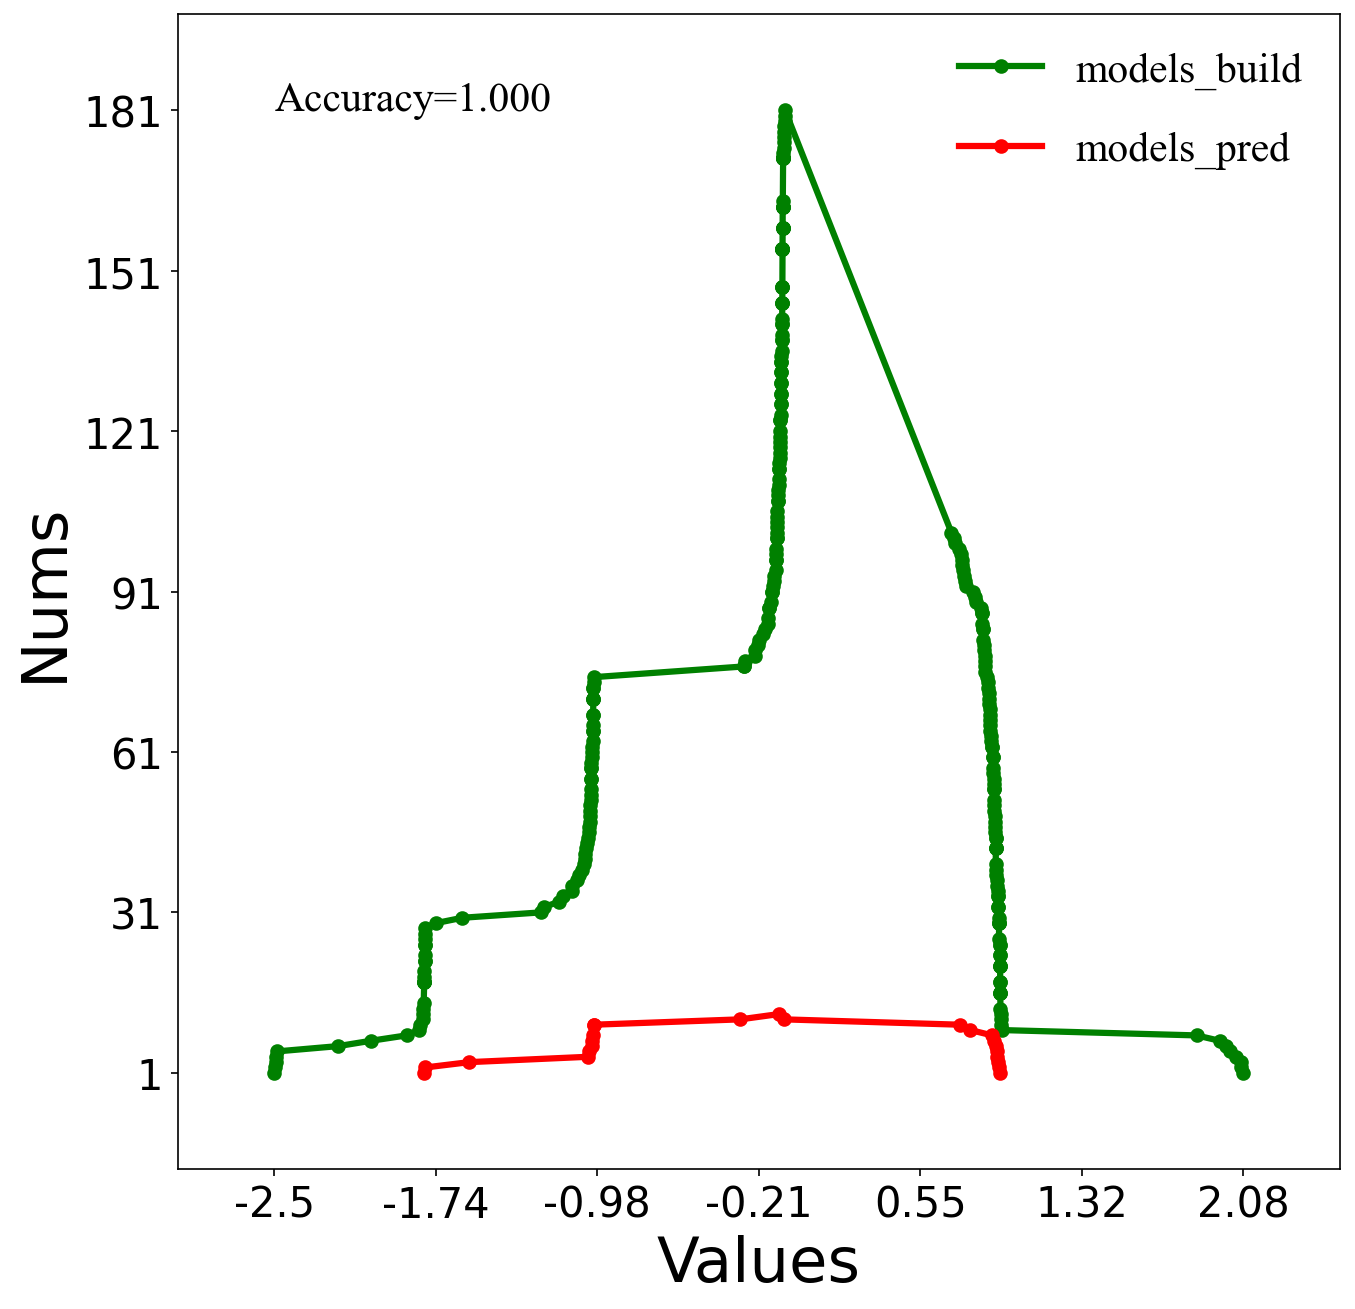 models_build
Accuracy=1.000
models_pred
181
151
121
91
61
31
1
Nums
-2.5 -1.74 -0.98 -0.21 0.55 1.32 2.08
Values